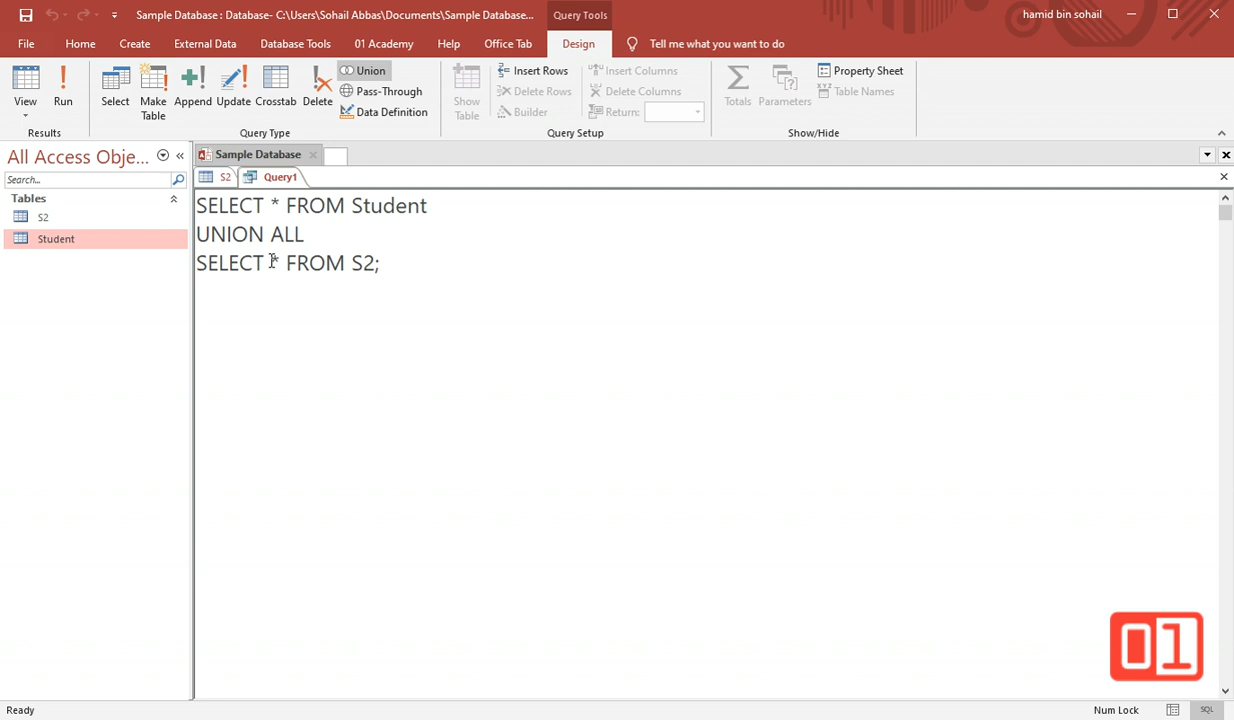 Sample Database : Database- C:\Users\Sohail Abbas\Documents\Sample Database...
Query Tools
hamid bin sohail
File Home Create External Data Database Tools 01 Academy Help Office Tab Design Tell me what you want to do
View Run Select Make Table Append Update Crosstab Delete
Union
Pass-Through
Data Definition
Show Table
Insert Rows
Delete Rows
Builder
Insert Columns
Delete Columns
Return:
Totals Parameters
Property Sheet
Table Names
Results Query Type Query Setup Show/Hide
All Access Obje...
Search...
Tables
S2
Student
Sample Database
S2 Query1
SELECT * FROM Student
UNION ALL
SELECT * FROM S2;
01
Ready
Num Lock
SQL